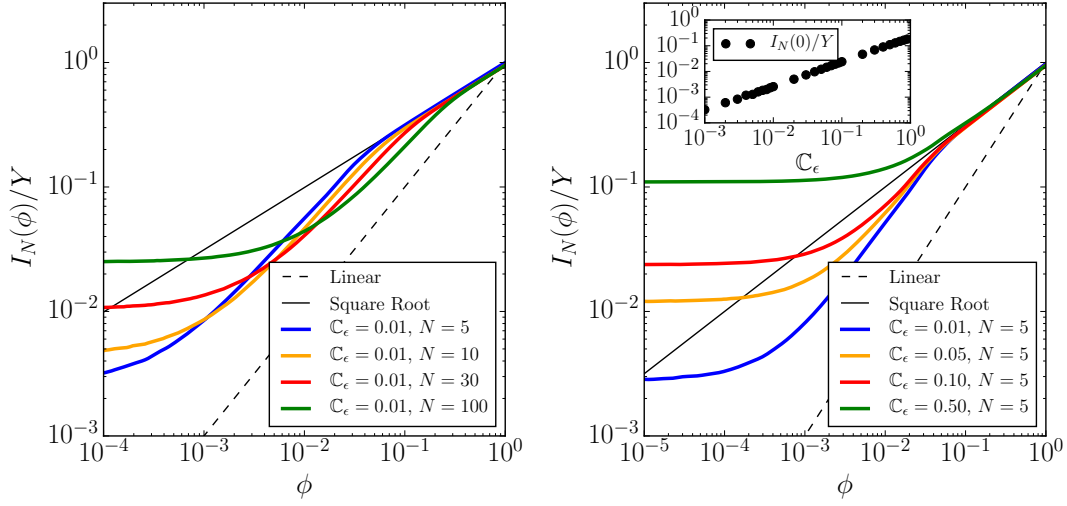 I_N(ϕ)/Y
10^0
10^{-1}
10^{-2}
10^{-3}
Linear
Square Root
ℂ_ϵ = 0.01, N = 5
ℂ_ϵ = 0.01, N = 10
ℂ_ϵ = 0.01, N = 30
ℂ_ϵ = 0.01, N = 100
10^{-4} 10^{-3} 10^{-2} 10^{-1} 10^0
ϕ
I_N(ϕ)/Y
10^0
10^{-1}
10^{-2}
10^{-3}
10^0
10^{-1}
10^{-2}
10^{-3}
10^{-4}
I_N(0)/Y
10^{-3} 10^{-2} 10^{-1} 10^0
ℂ_ϵ
Linear
Square Root
ℂ_ϵ = 0.01, N = 5
ℂ_ϵ = 0.05, N = 5
ℂ_ϵ = 0.10, N = 5
ℂ_ϵ = 0.50, N = 5
10^{-5} 10^{-4} 10^{-3} 10^{-2} 10^{-1} 10^0
ϕ